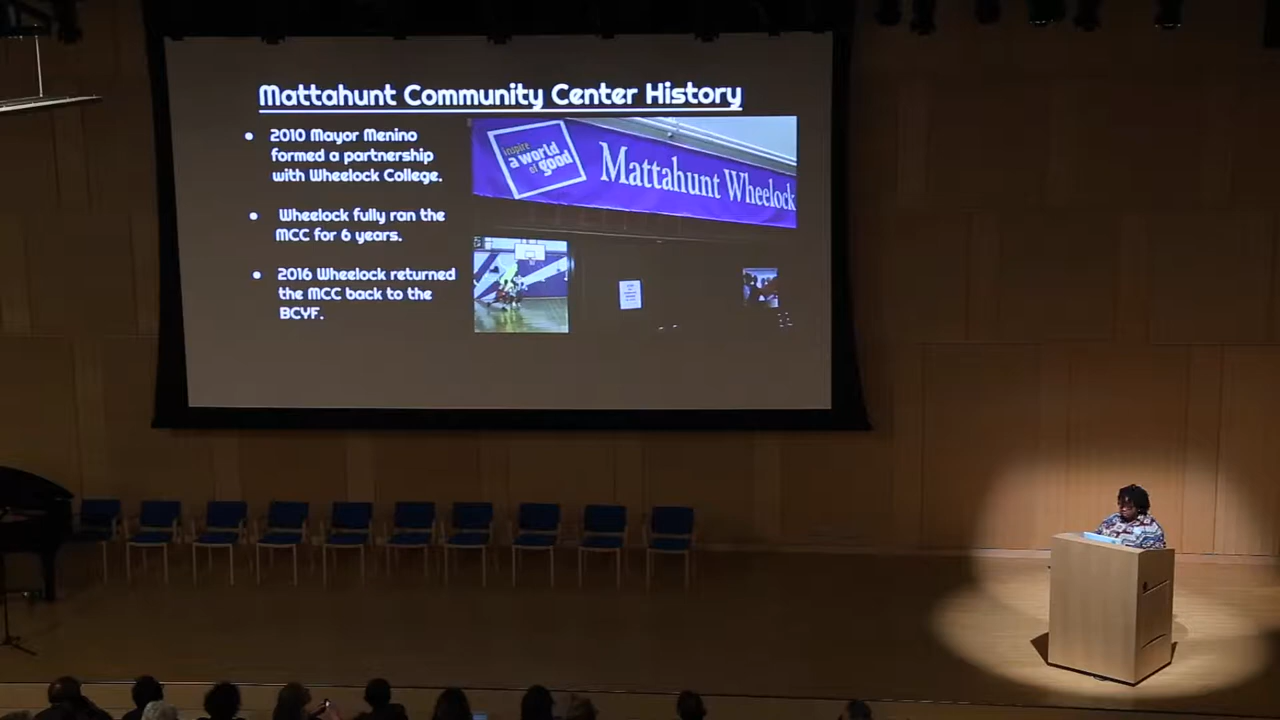 Mattahunt Community Center History
2010 Mayor Menino
formed a partnership
with Wheelock College.
Wheelock fully ran the
MCC for 6 years.
2016 Wheelock returned
the MCC back to the
BCYF.
inspire
a world
of good
Mattahunt Wheelock